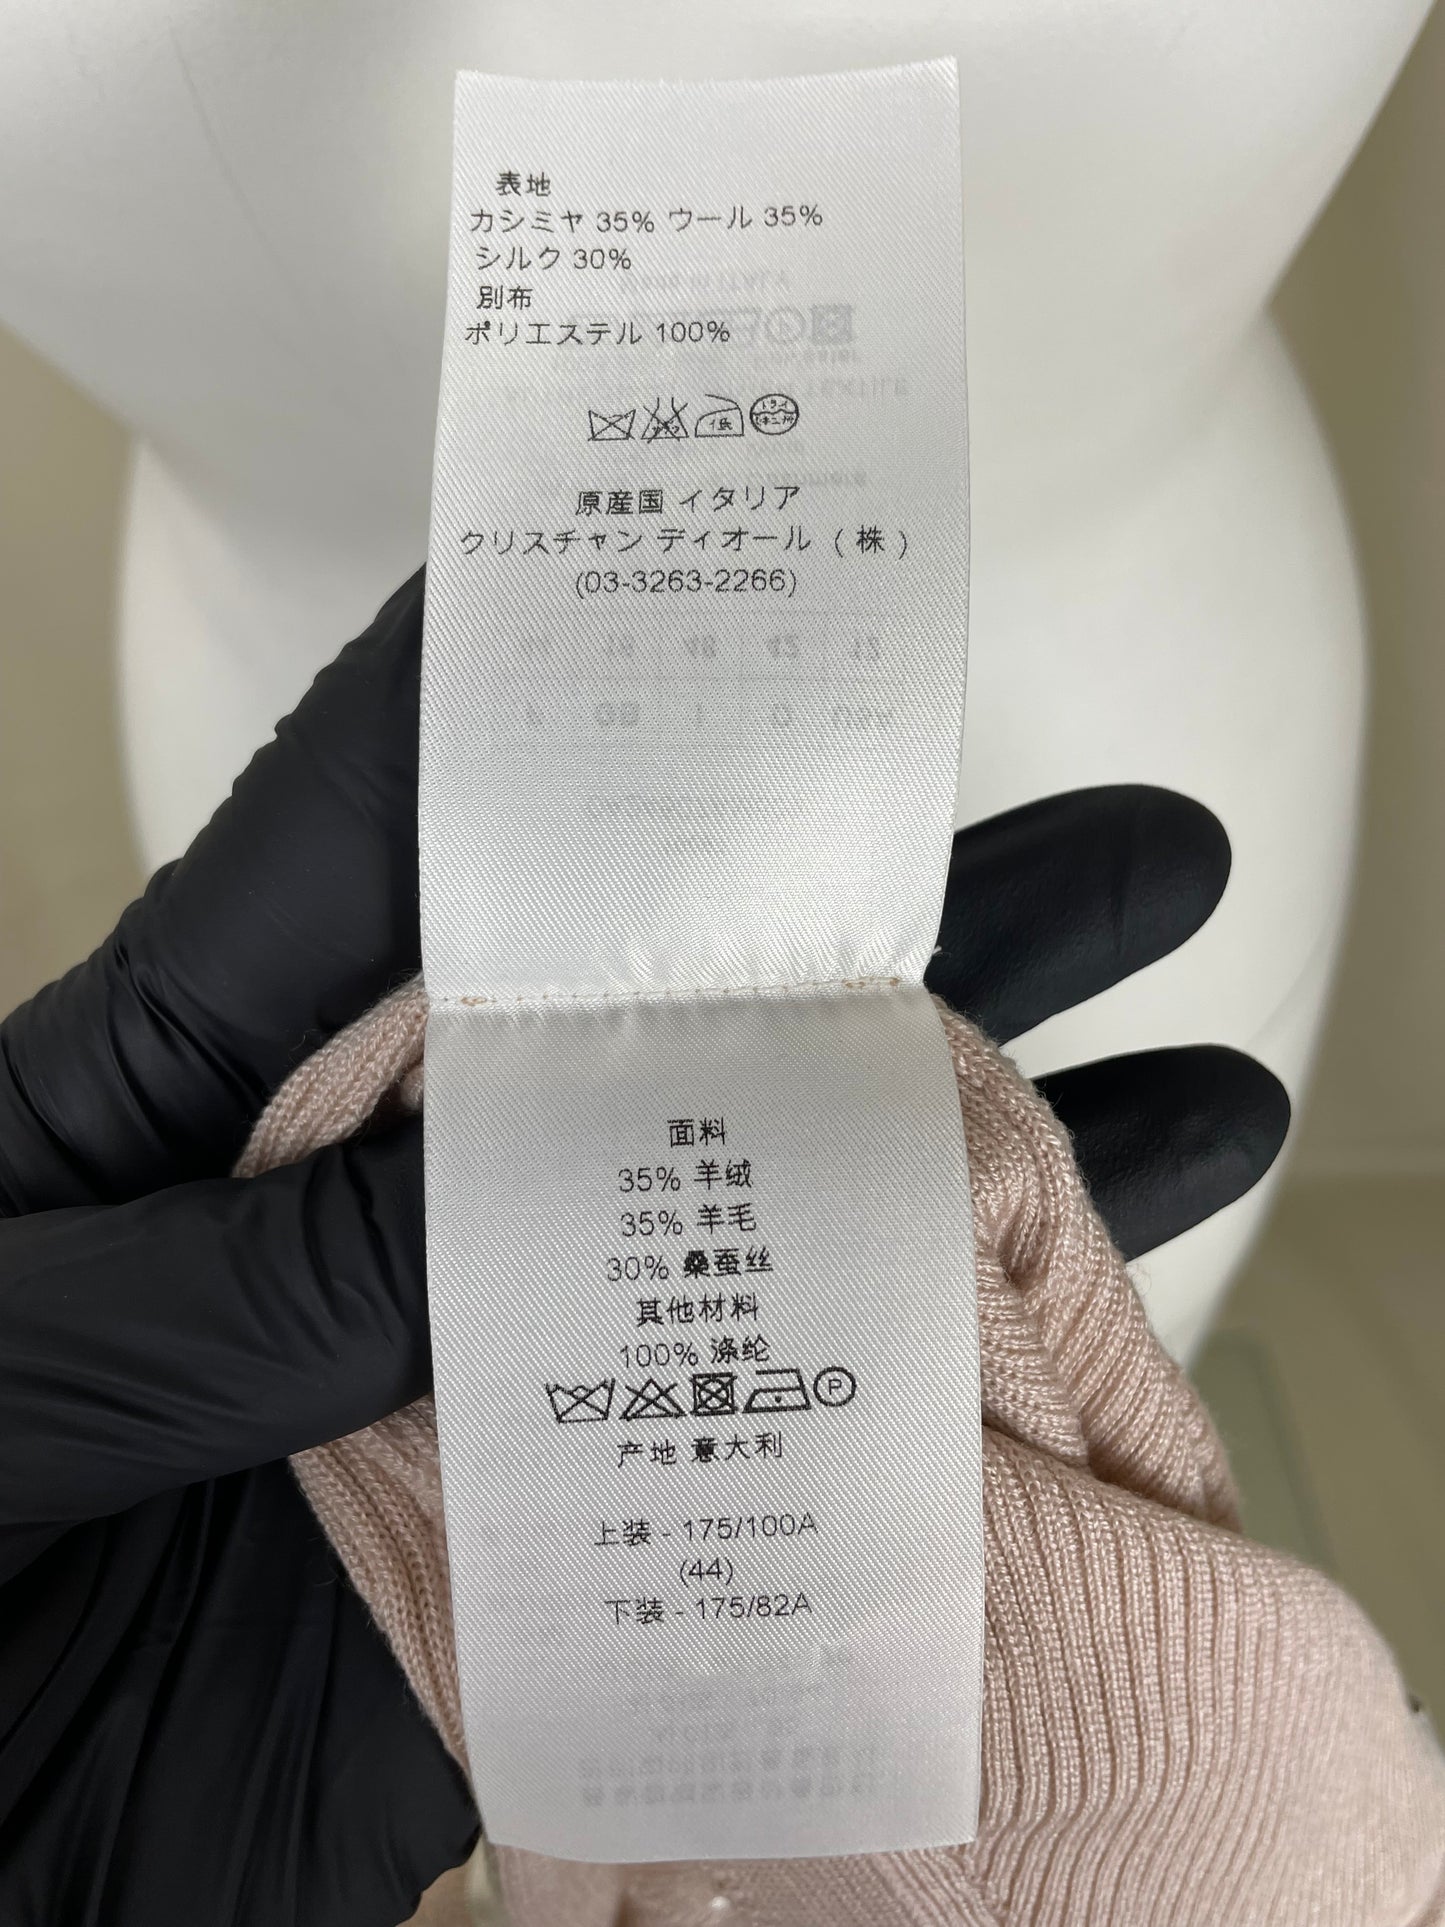 表地
カシミヤ 35% ウール 35%
シルク 30%
別布
ポリエステル 100%
原産国 イタリア
クリスチャン ディオール (株)
(03-3263-2266)
面料
35% 羊绒
35% 羊毛
30% 桑蚕丝
其他材料
100% 涤纶
P
产地 意大利
上装 - 175/100A
(44)
下装 - 175/82A